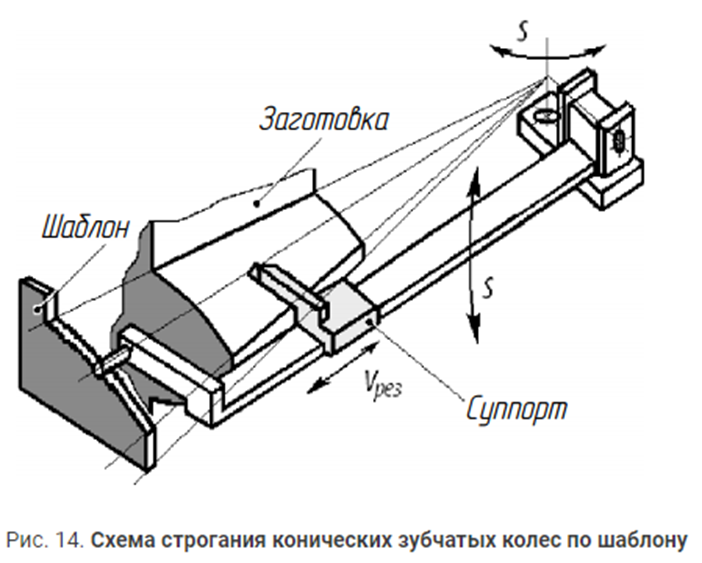 S
Заготовка
Шаблон
S
Vрез
Суппорт
Рис. 14. Схема строгания конических зубчатых колес по шаблону